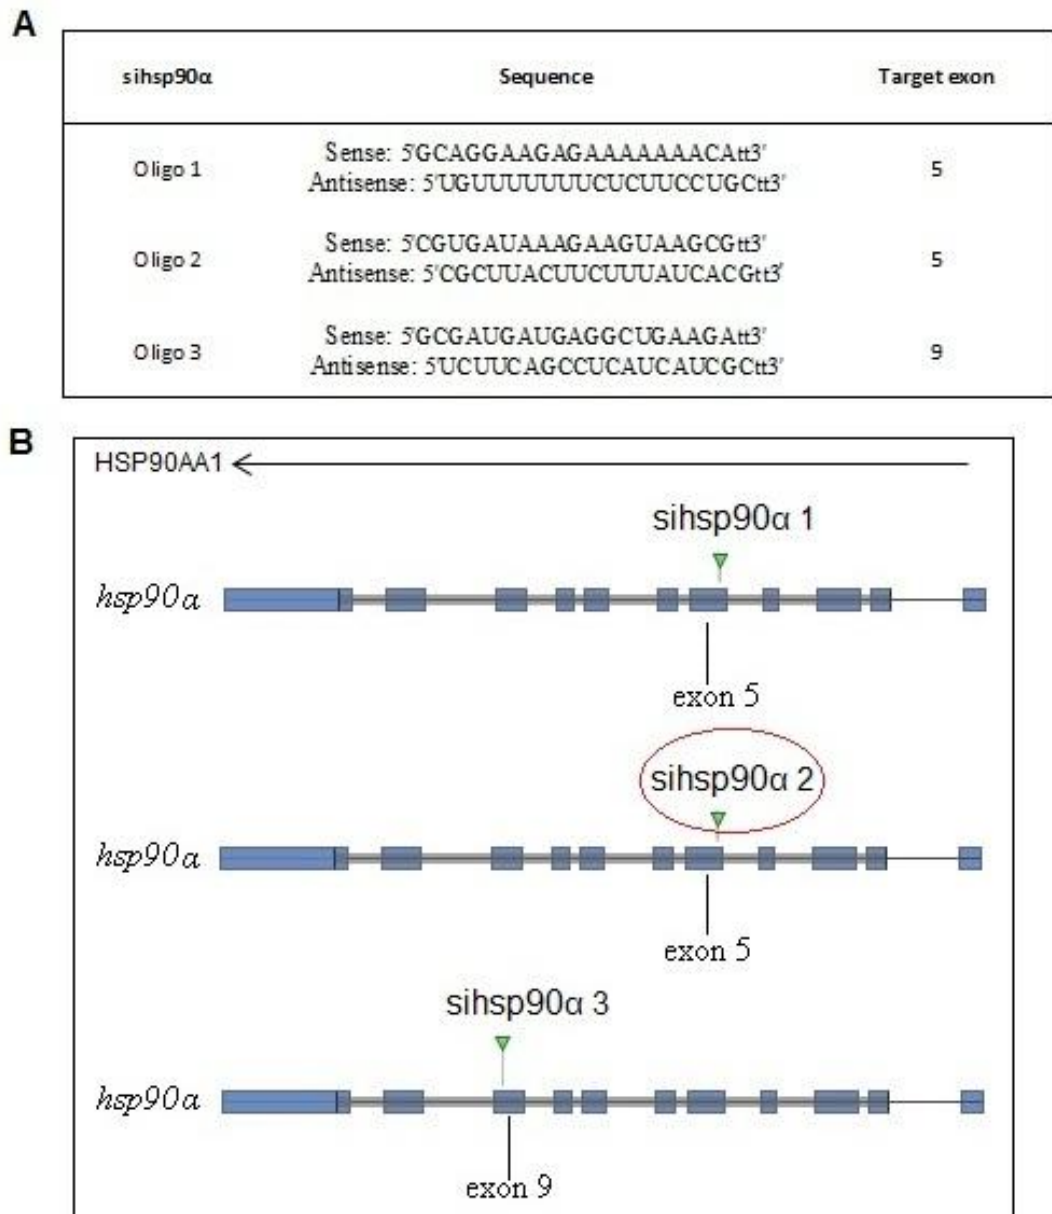 A
sihsp90α Sequence Target exon
Oligo 1
Sense: 5'GCAGGAAGAGAAAAAAACAtt3'
Antisense: 5'UGUUUUUUUCUCUUCCUGCtt3'
5
Oligo 2
Sense: 5'CGUGAUAAAGAAGUAAGCGtt3'
Antisense: 5'CGCUUACUUCUUUAUCACGtt3'
5
Oligo 3
Sense: 5'GCGAUGAUGAGGCUGAAGAtt3'
Antisense: 5'UCUUCAGCCUCAUCAUCGCtt3'
9
B
HSP90AA1
sihsp90α 1
hsp90α
exon 5
sihsp90α 2
hsp90α
exon 5
sihsp90α 3
hsp90α
exon 9